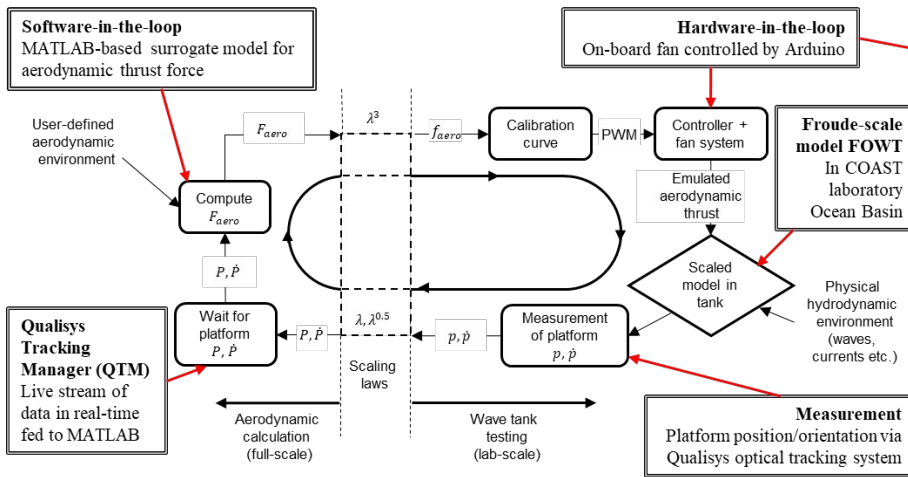 Software-in-the-loop
MATLAB-based surrogate model for
aerodynamic thrust force
Hardware-in-the-loop
On-board fan controlled by Arduino
User-defined
aerodynamic
environment
F_aero
λ³
f_aero
Calibration
curve
PWM
Controller +
fan system
Froude-scale
model FOWT
In COAST
laboratory
Ocean Basin
Compute
F_aero
Emulated
aerodynamic
thrust
P, Ṗ
Scaled
model in
tank
Physical
hydrodynamic
environment
(waves,
currents etc.)
Qualisys
Tracking
Manager (QTM)
Live stream of
data in real-time
fed to MATLAB
Wait for
platform
P, Ṗ
P, Ṗ
λ, λ⁰·⁵
p, ṗ
Measurement
of platform
p, ṗ
Scaling
laws
Aerodynamic
calculation
(full-scale)
Wave tank
testing
(lab-scale)
Measurement
Platform position/orientation via
Qualisys optical tracking system